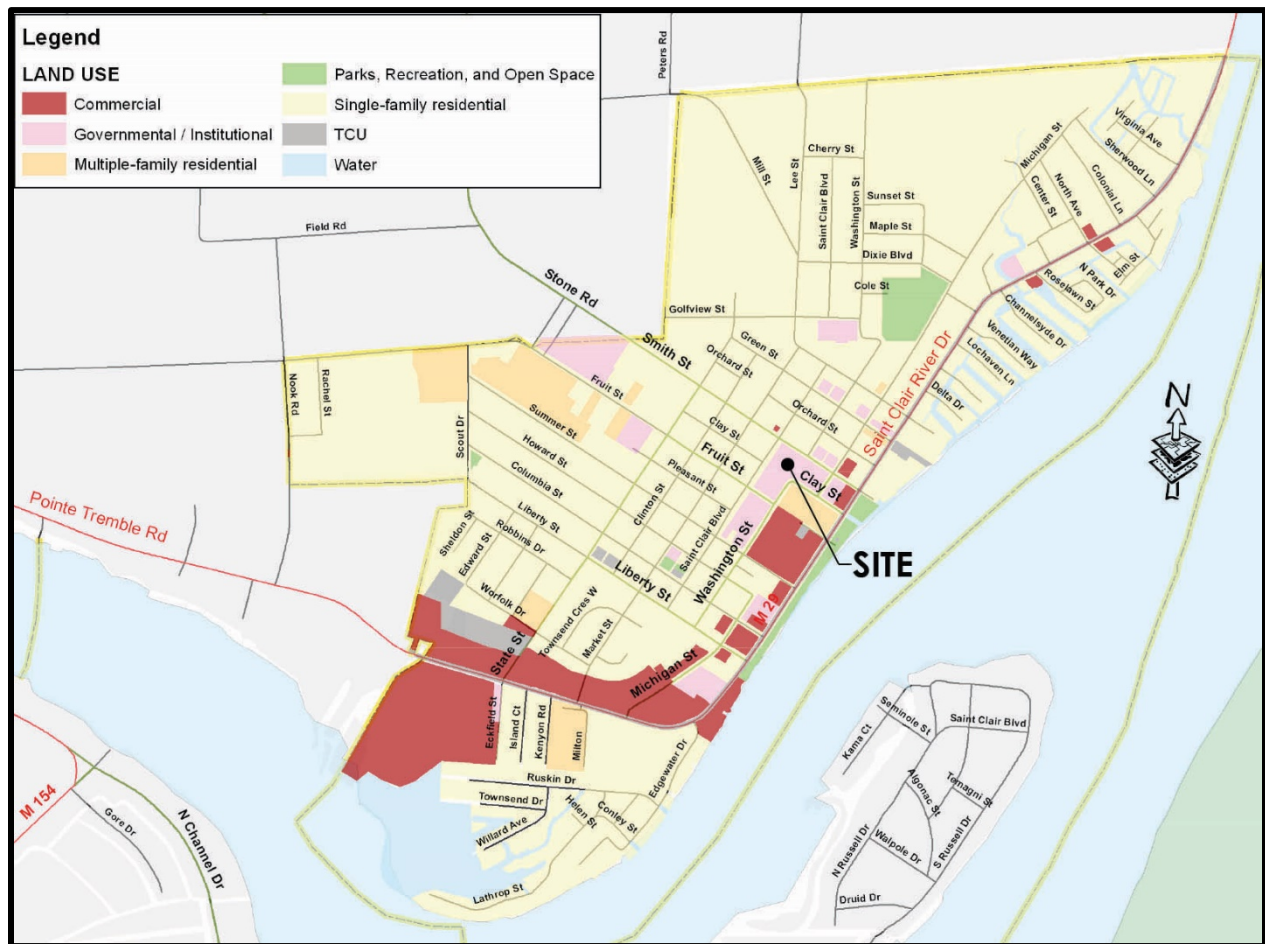 Legend
LAND USE
Commercial
Governmental / Institutional
Multiple-family residential
Parks, Recreation, and Open Space
Single-family residential
TCU
Water
Peters Rd
Field Rd
Stone Rd
Mill St
Lee St
Cherry St
Saint Clair Blvd
Washington St
Sunset St
Maple St
Dixie Blvd
Cole St
Michigan St
Virginia Ave
Sherwood Ln
Colonial Ln
North Ave
Center St
Elm St
N Park Dr
Roselawn St
Channelsyde Dr
Venetian Way
Lochaven Ln
Delta Dr
Saint Clair River Dr
Golfview St
Smith St
Green St
Orchard St
Orchard St
Nook Rd
Rachel St
Scout Dr
Fruit St
Summer St
Howard St
Columbia St
Liberty St
Clay St
Fruit St
Pleasant St
Clinton St
Saint Clair Blvd
Washington St
Clay St
SITE
N
Pointe Tremble Rd
Sheldon St
Edward St
Robbins Dr
Worfolk Dr
Liberty St
State St
Townsend Cres W
Market St
Michigan St
M 29
Eckfield St
Island Ct
Kenyon Rd
Milton
Ruskin Dr
Townsend Dr
Willard Ave
Helen St
Conley St
Edgewater Dr
Lathrop St
M 154
Gore Dr
N Channel Dr
Kama Ct
Seminole St
Saint Clair Blvd
Algonac St
Temagni St
N Russell Dr
Walpole Dr
S Russell Dr
Druid Dr